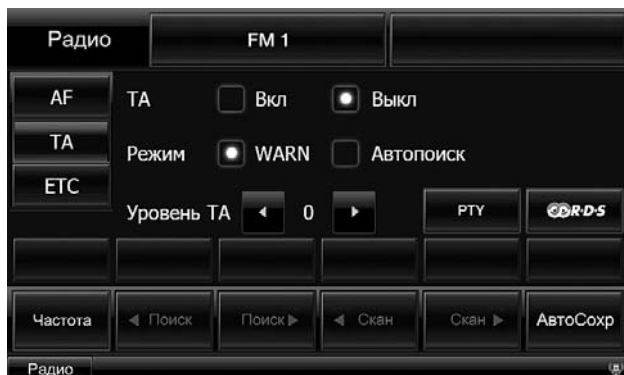 Радио FM 1
AF TA Вкл Выкл
TA Режим WARN Автопоиск
ETC
Уровень TA 0 PTY R·D·S
Частота Поиск Поиск Скан Скан АвтоСохр
Радио